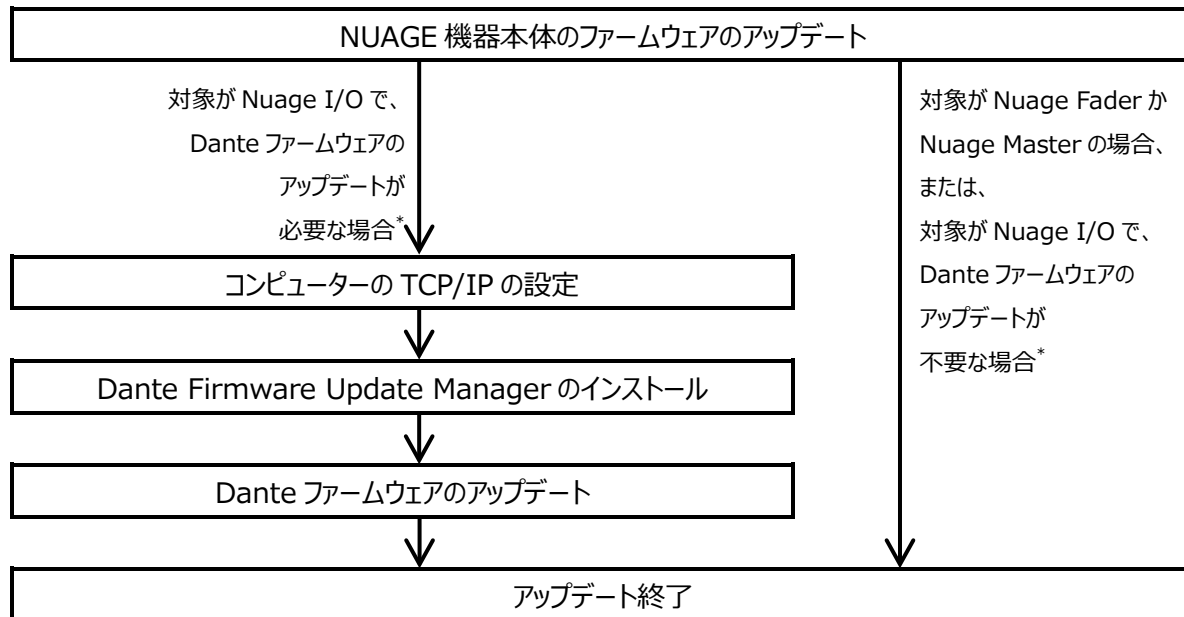 NUAGE 機器本体のファームウェアのアップデート
対象が Nuage I/O で、
Dante ファームウェアの
アップデートが
必要な場合*
対象が Nuage Fader か
Nuage Master の場合、
または、
対象が Nuage I/O で、
Dante ファームウェアの
アップデートが
不要な場合*
コンピューターの TCP/IP の設定
Dante Firmware Update Manager のインストール
Dante ファームウェアのアップデート
アップデート終了